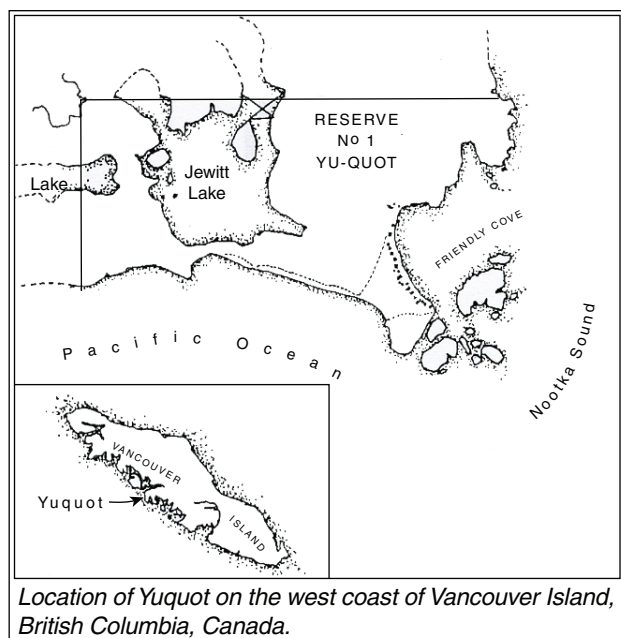 RESERVE
No 1
YU-QUOT
Lake
Jewitt
Lake
FRIENDLY COVE
Pacific Ocean
Nootka Sound
VANCOUVER
ISLAND
Yuquot
Location of Yuquot on the west coast of Vancouver Island,
British Columbia, Canada.